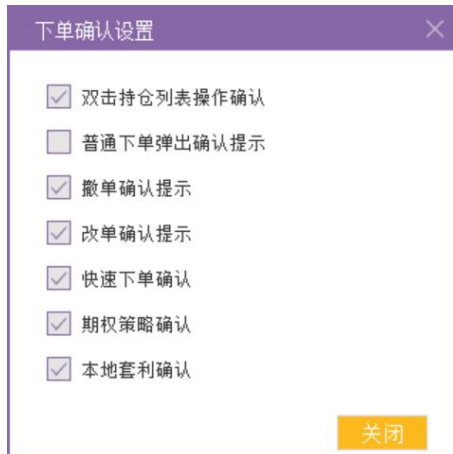 下单确认设置
双击持仓列表操作确认
普通下单弹出确认提示
撤单确认提示
改单确认提示
快速下单确认
期权策略确认
本地套利确认
关闭